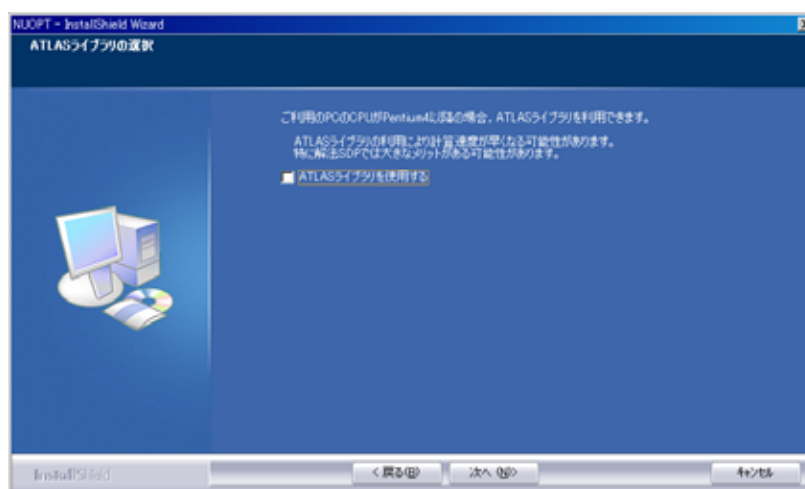 NUOPT - InstallShield Wizard
ATLASライブラリの選択
ご利用のPCのCPUがPentium4以降の場合，ATLASライブラリを利用できます。
ATLASライブラリの利用により計算速度が早くなる可能性があります。
特に解法SDPでは大きなメリットがある可能性があります。
ATLASライブラリを使用する
InstallShield
< 戻る(B)
次へ (N)>
キャンセル